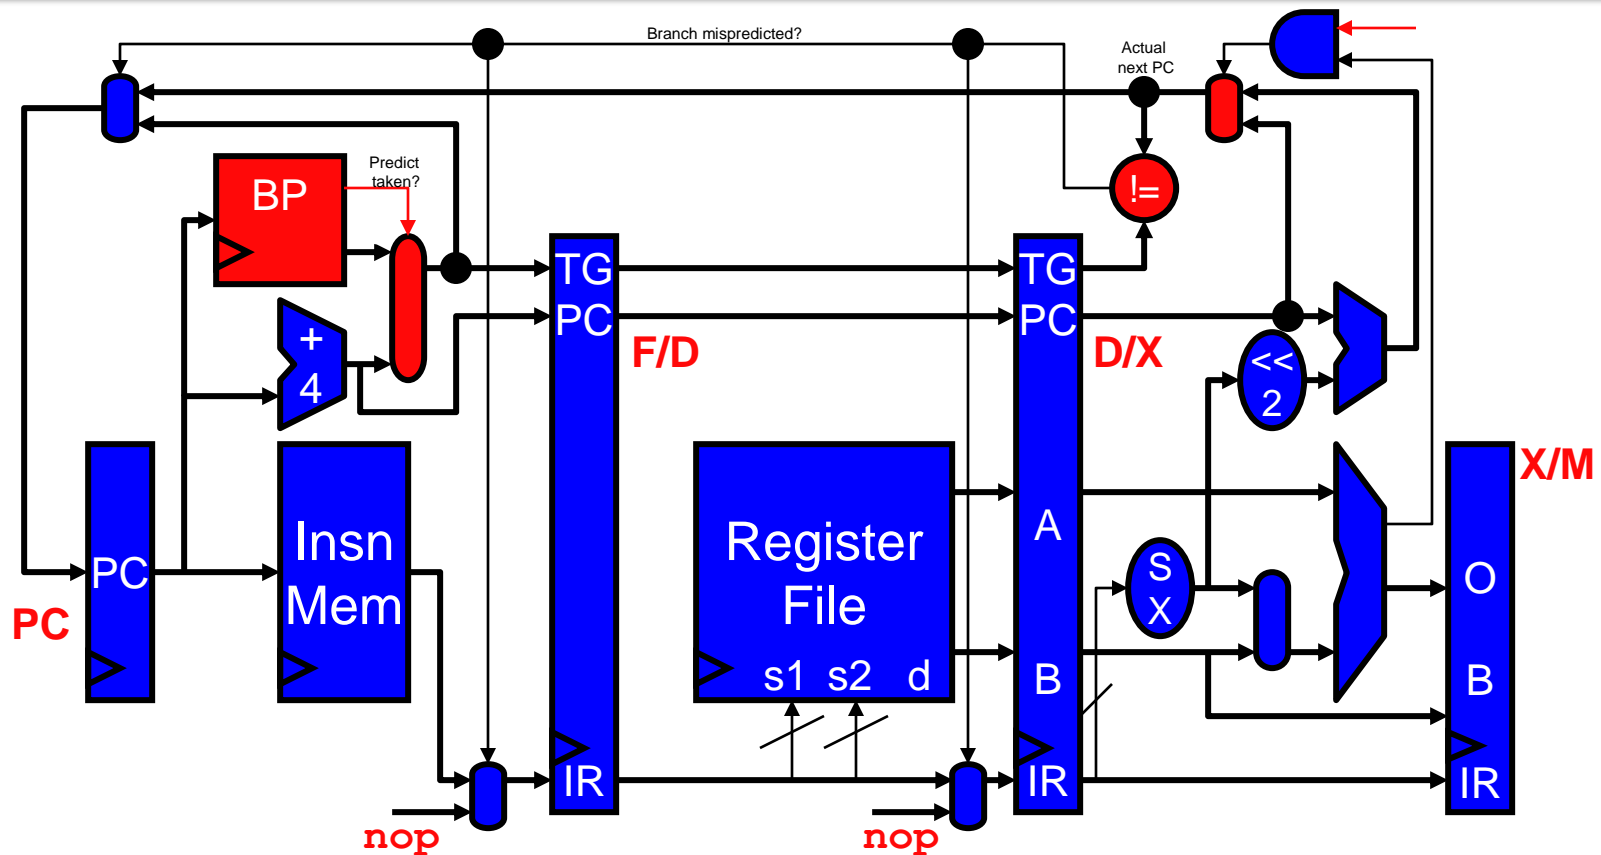 Branch mispredicted?
Actual
next PC
BP
Predict
taken?
!=
+
4
TG
PC
F/D
TG
PC
D/X
<<
2
PC
PC
Insn
Mem
Register
File
s1 s2 d
A
B
S
X
X/M
O
B
IR
IR
IR
nop
nop